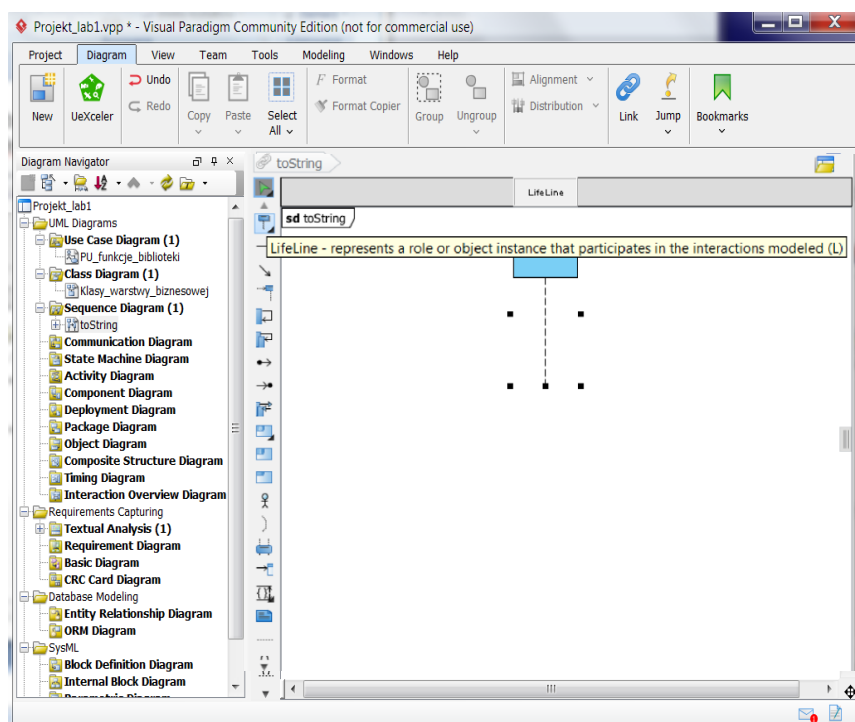 Projekt_lab1.vpp * - Visual Paradigm Community Edition (not for commercial use)
Project Diagram View Team Tools Modeling Windows Help
New
UeXceler
Undo
Redo
Copy
Paste
Select
All
Format
Format Copier
Group
Ungroup
Alignment
Distribution
Link
Jump
Bookmarks
Diagram Navigator
toString
LifeLine
sd toString
LifeLine - represents a role or object instance that participates in the interactions modeled (L)
Projekt_lab1
UML Diagrams
Use Case Diagram (1)
PU_funkcje_biblioteki
Class Diagram (1)
Klasy_warstwy_biznesowej
Sequence Diagram (1)
toString
Communication Diagram
State Machine Diagram
Activity Diagram
Component Diagram
Deployment Diagram
Package Diagram
Object Diagram
Composite Structure Diagram
Timing Diagram
Interaction Overview Diagram
Requirements Capturing
Textual Analysis (1)
Requirement Diagram
Basic Diagram
CRC Card Diagram
Database Modeling
Entity Relationship Diagram
ORM Diagram
SysML
Block Definition Diagram
Internal Block Diagram
Parametric Diagram